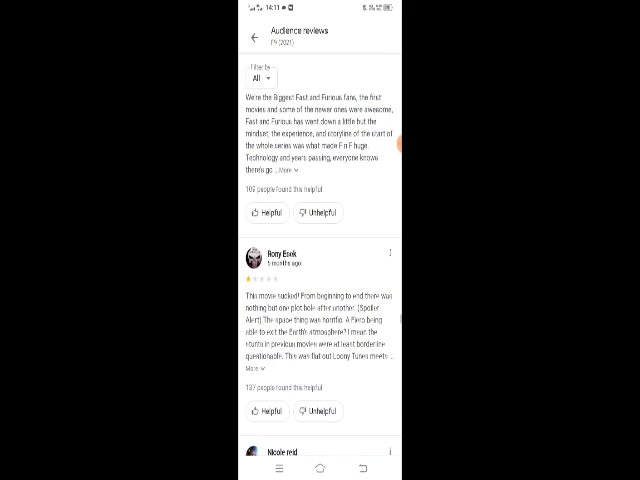 14:11
Audience reviews
F9 (2021)
Filter by
All
We're the Biggest Fast and Furious fans, the first
movies and some of the newer ones were awesome,
Fast and Furious has went down a little but the
mindset, the experience, and storyline of the start of
the whole series was what made F n F huge.
Technology and years passing, everyone knows
there's go ...More
109 people found this helpful
Helpful Unhelpful
Rony Enek
5 months ago
This movie sucked! From beginning to end there was
nothing but one plot hole after another. (Spoiler
Alert) The space thing was horrific. A Fiero being
able to exit the Earth's atmosphere? I mean the
stunts in previous movies were at least borderline
questionable. This was flat out Loony Tunes meets ...
More
137 people found this helpful
Helpful Unhelpful
Nicole reid